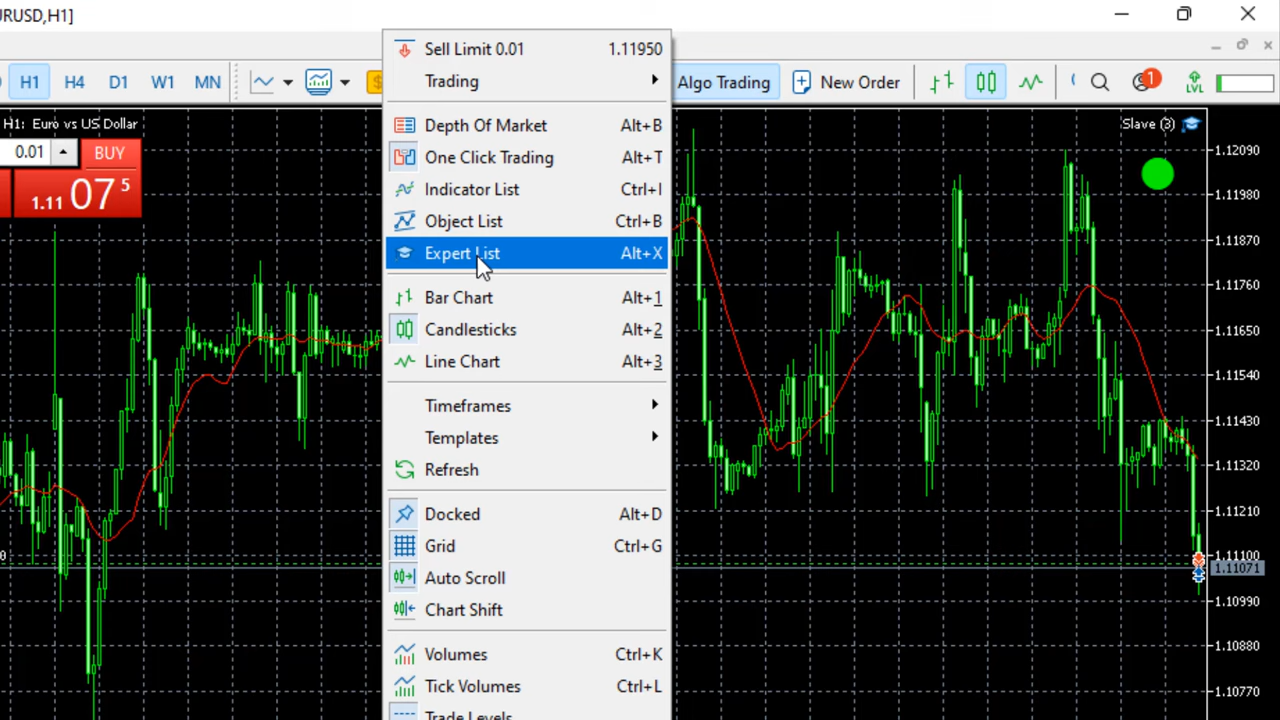 URUSD,H1]
H1
H4
D1
W1
MN
Algo Trading
New Order
1
LVL
H1: Euro vs US Dollar
0.01
BUY
1.11 07 5
Sell Limit 0.01 1.11950
Trading
Depth Of Market Alt+B
One Click Trading Alt+T
Indicator List Ctrl+I
Object List Ctrl+B
Expert List Alt+X
Bar Chart Alt+1
Candlesticks Alt+2
Line Chart Alt+3
Timeframes
Templates
Refresh
Docked Alt+D
Grid Ctrl+G
Auto Scroll
Chart Shift
Volumes Ctrl+K
Tick Volumes Ctrl+L
Trade Levels
Slave (3)
1.12090
1.11980
1.11870
1.11760
1.11650
1.11540
1.11430
1.11320
1.11210
1.11100
1.11071
1.10990
1.10880
1.10770